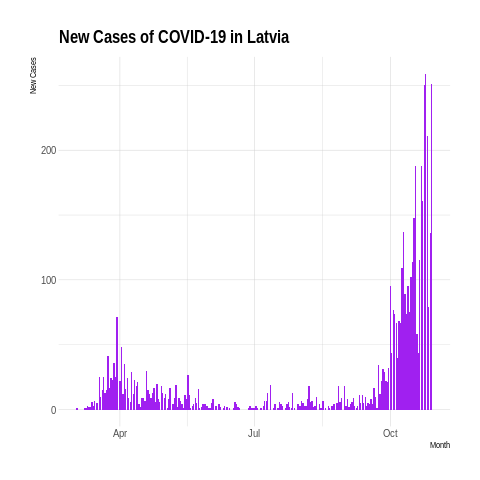 New Cases of COVID-19 in Latvia
New Cases
200
100
0
Apr
Jul
Oct
Month